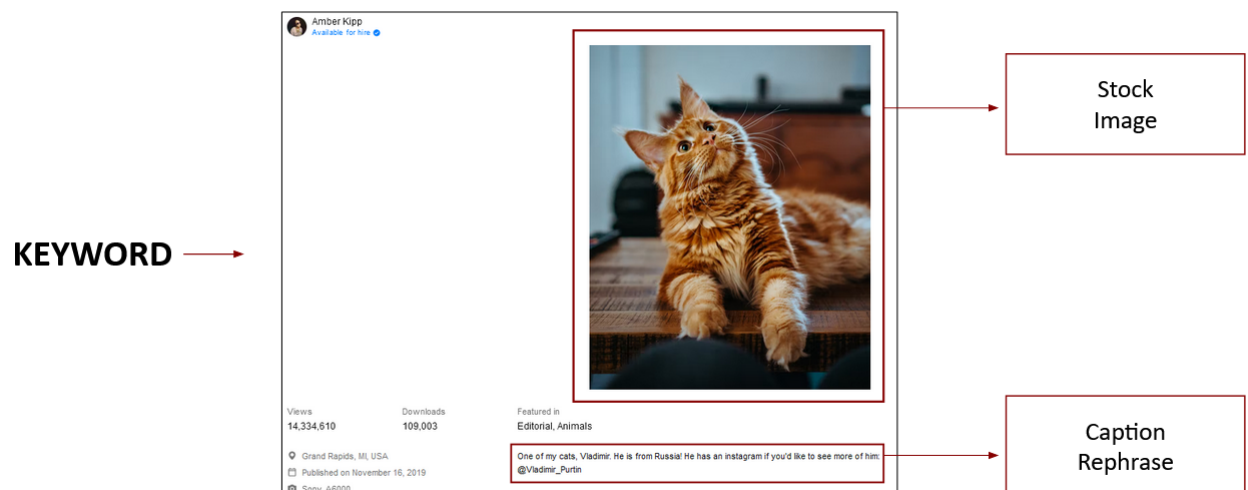 Amber Kipp
Available for hire
Stock
Image
KEYWORD
Views
Downloads
Featured in
14,334,610
109,003
Editorial, Animals
Grand Rapids, MI, USA
One of my cats, Vladimir. He is from Russia! He has an instagram if you'd like to see more of him:
@Vladimir_Purtin
Published on November 16, 2019
Sony, A6000
Caption
Rephrase